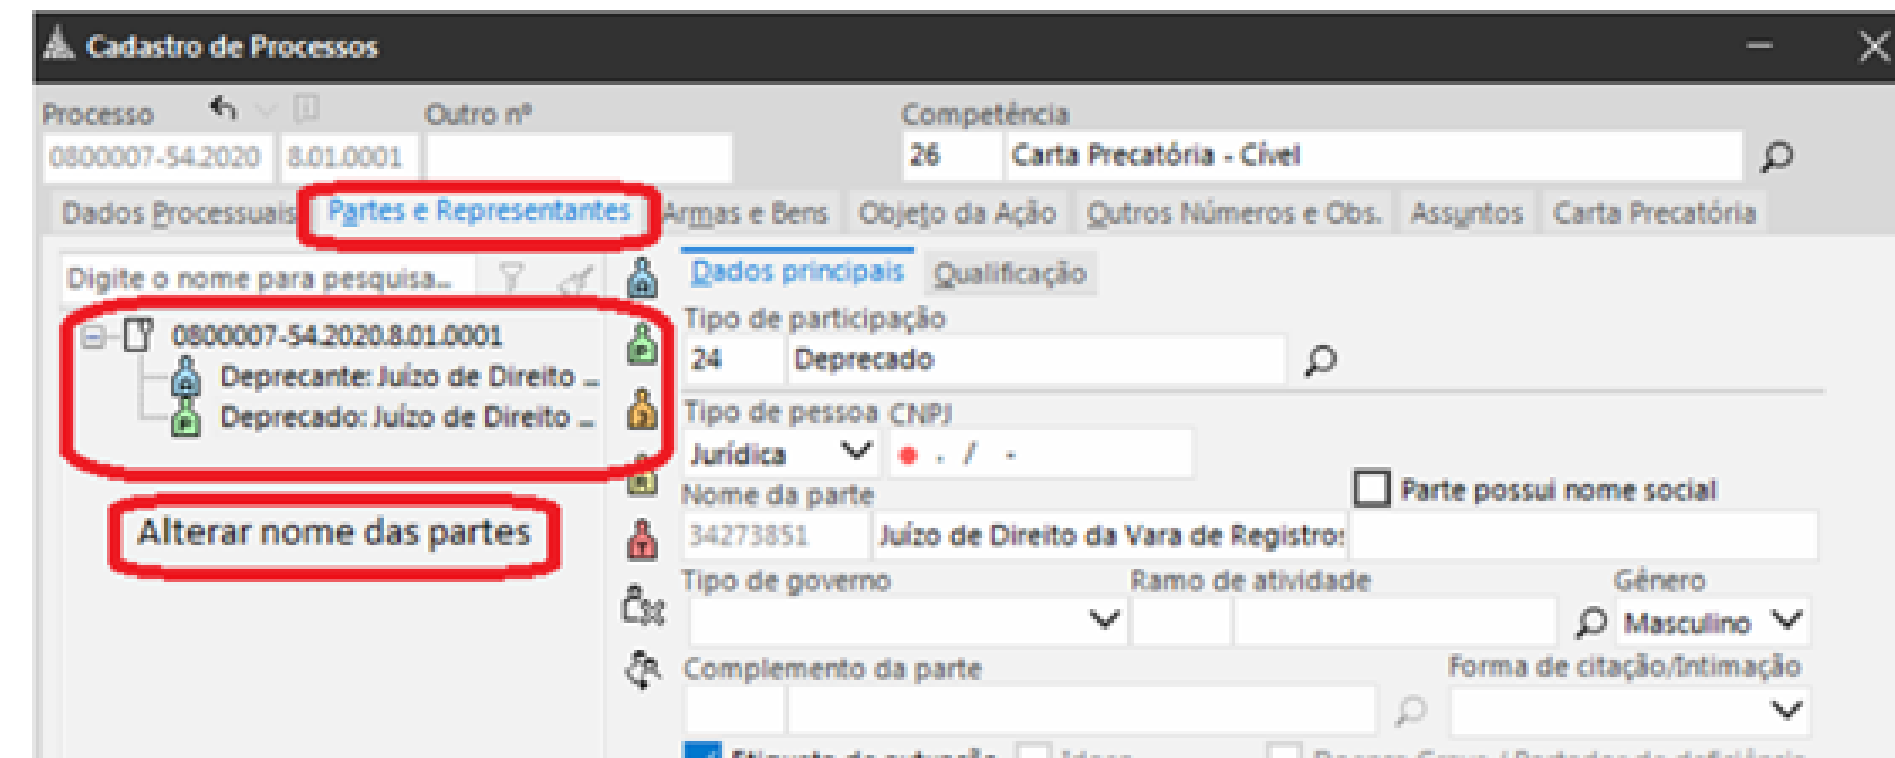 Cadastro de Processos
Processo Outro nº Competência
0800007-54.2020 8.01.0001 26 Carta Precatória - Cível
Dados Processuais Partes e Representantes Armas e Bens Objeto da Ação Outros Números e Obs. Assuntos Carta Precatória
Digite o nome para pesquisa... Dados principais Qualificação
0800007-54.2020.8.01.0001
Deprecante: Juízo de Direito ...
Deprecado: Juízo de Direito ...
Alterar nome das partes
Tipo de participação
24 Deprecado
Tipo de pessoa CNPJ
Jurídica . / -
Nome da parte Parte possui nome social
34273851 Juízo de Direito da Vara de Registros
Tipo de governo Ramo de atividade Gênero
Masculino
Complemento da parte Forma de citação/Intimação
Etiqueta de autuação Idoso